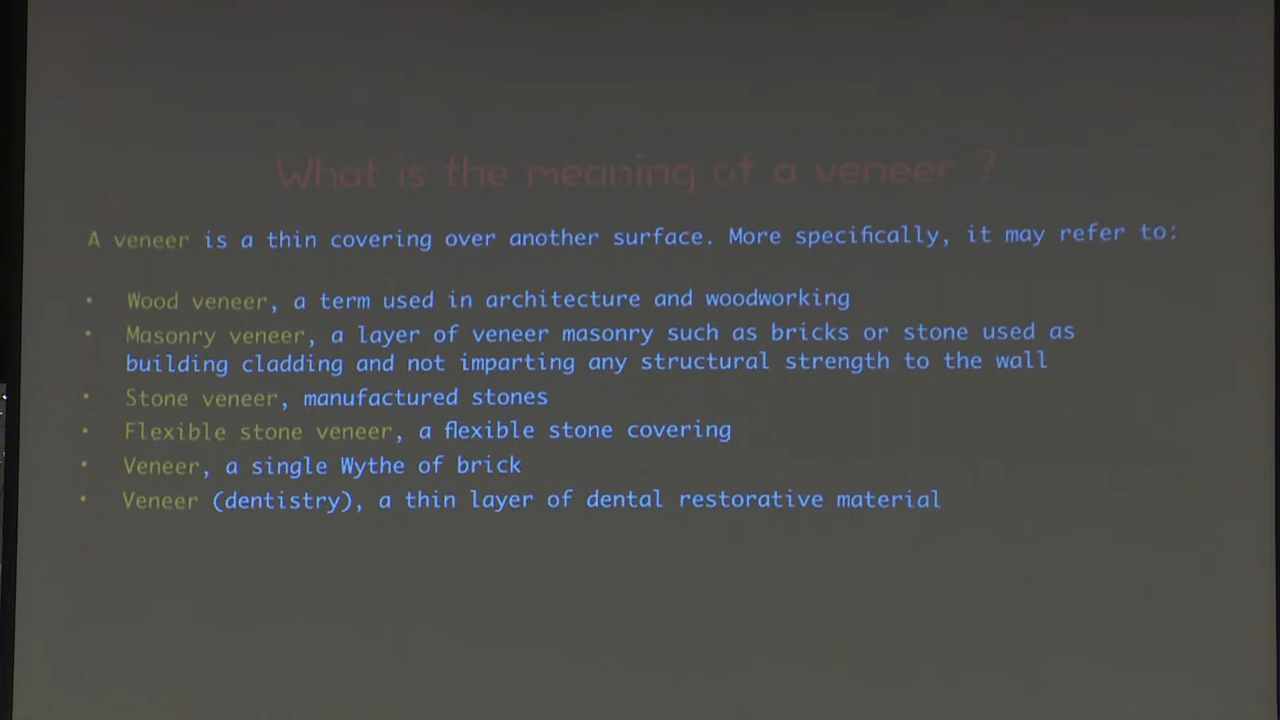 What is the meaning of a veneer ?
A veneer is a thin covering over another surface. More specifically, it may refer to:
• Wood veneer, a term used in architecture and woodworking
• Masonry veneer, a layer of veneer masonry such as bricks or stone used as
building cladding and not imparting any structural strength to the wall
• Stone veneer, manufactured stones
• Flexible stone veneer, a flexible stone covering
• Veneer, a single Wythe of brick
• Veneer (dentistry), a thin layer of dental restorative material